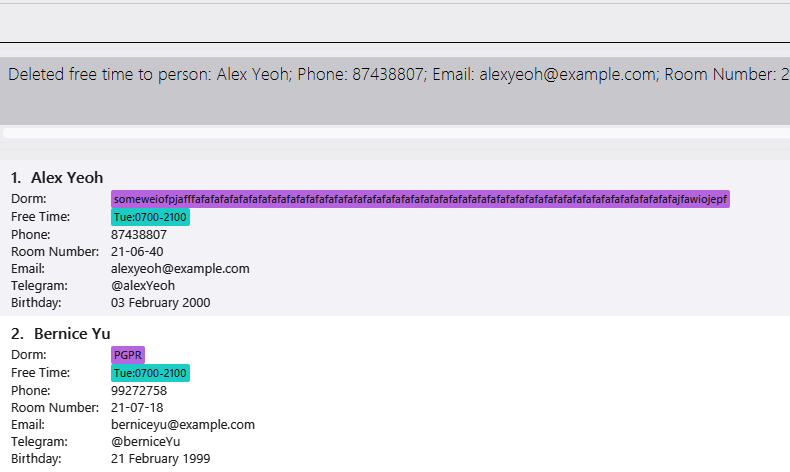 Deleted free time to person: Alex Yeoh; Phone: 87438807; Email: alexyeoh@example.com; Room Number: 2
1. Alex Yeoh
Dorm:
Free Time: Tue:0700-2100
Phone: 87438807
Room Number: 21-06-40
Email: alexyeoh@example.com
Telegram: @alexYeoh
Birthday: 03 February 2000
2. Bernice Yu
Dorm: PGPR
Free Time: Tue:0700-2100
Phone: 99272758
Room Number: 21-07-18
Email: berniceyu@example.com
Telegram: @berniceYu
Birthday: 21 February 1999